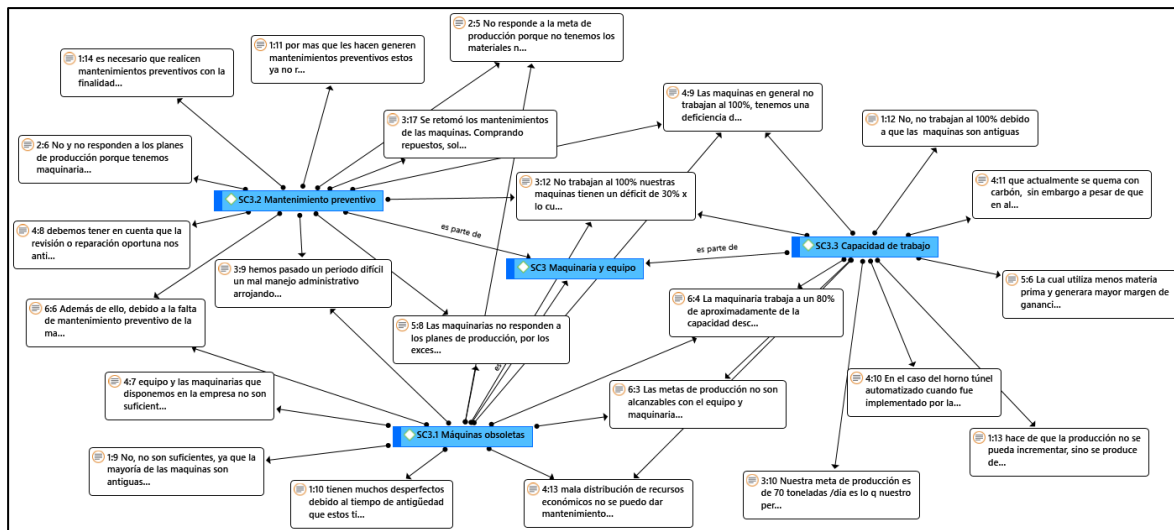 2:5 No responde a la meta de
producción porque no tenemos los
materiales n...
1:14 es necesario que realicen
mantenimientos preventivos con la
finalidad...
1:11 por mas que les hacen generen
mantenimientos preventivos estos
ya no r...
4:9 Las maquinas en general no
trabajan al 100%, tenemos una
deficiencia d...
1:12 No, no trabajan al 100% debido
a que las maquinas son antiguas
3:17 Se retomó los mantenimientos
de las maquinas. Comprando
repuestos, sol...
2:6 No y no responden a los planes
de producción porque tenemos
maquinaria...
3:12 No trabajan al 100% nuestras
maquinas tienen un déficit de 30% x
lo cu...
4:11 que actualmente se quema con
carbón, sin embargo a pesar de que
en al...
SC3.2 Mantenimiento preventivo
4:8 debemos tener en cuenta que la
revisión o reparación oportuna nos
anti...
es parte de
es parte de
SC3.3 Capacidad de trabajo
3:9 hemos pasado un periodo difícil
un mal manejo administrativo
arrojando...
SC3 Maquinaria y equipo
5:6 La cual utiliza menos materia
prima y generara mayor margen de
gananci...
6:6 Además de ello, debido a la falta
de mantenimiento preventivo de la
ma...
6:4 La maquinaria trabaja a un 80%
de aproximadamente de la
capacidad desc...
5:8 Las maquinarias no responden a
los planes de producción, por los
exces...
es
4:7 equipo y las maquinarias que
disponemos en la empresa no son
suficient...
6:3 Las metas de producción no son
alcanzables con el equipo y
maquinaria...
4:10 En el caso del horno túnel
automatizado cuando fue
implementado por la...
SC3.1 Máquinas obsoletas
1:9 No, no son suficientes, ya que la
mayoría de las maquinas son
antiguas...
1:13 hace de que la producción no se
pueda incrementar, sino se produce
de...
1:10 tienen muchos desperfectos
debido al tiempo de antigüedad
que estos ti...
4:13 mala distribución de recursos
económicos no se puedo dar
mantenimiento...
3:10 Nuestra meta de producción es
de 70 toneladas /día es lo q nuestro
per...